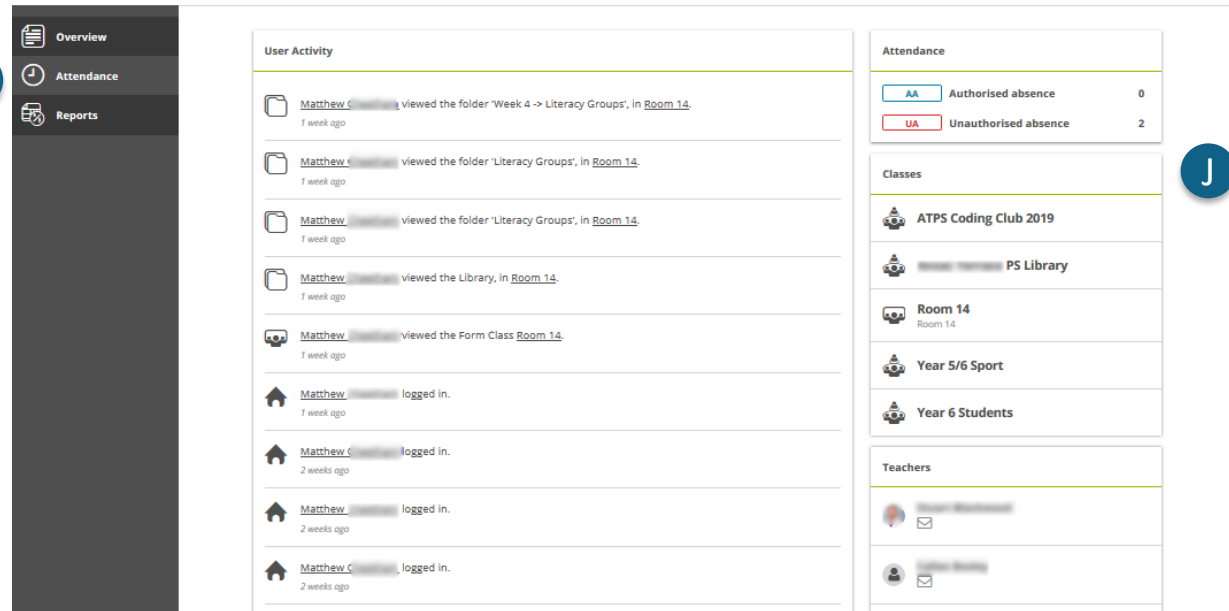 Overview
Attendance
Reports
User Activity
Matthew viewed the folder 'Week 4 -> Literacy Groups', in Room 14.
1 week ago
Matthew viewed the folder 'Literacy Groups', in Room 14.
1 week ago
Matthew viewed the folder 'Literacy Groups', in Room 14.
1 week ago
Matthew viewed the Library, in Room 14.
1 week ago
Matthew viewed the Form Class Room 14.
1 week ago
Matthew logged in.
1 week ago
Matthew logged in.
2 weeks ago
Matthew logged in.
2 weeks ago
Matthew logged in.
2 weeks ago
Attendance
AA Authorised absence 0
UA Unauthorised absence 2
Classes
ATPS Coding Club 2019
PS Library
Room 14
Room 14
Year 5/6 Sport
Year 6 Students
Teachers
J